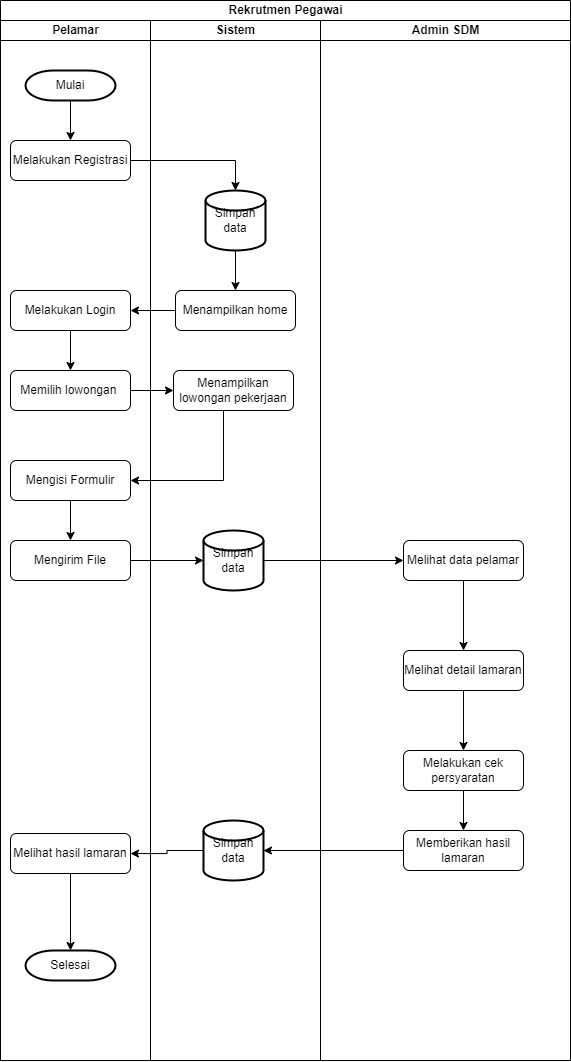 Rekrutmen Pegawai
Pelamar
Sistem
Admin SDM
Mulai
Melakukan Registrasi
Simpan
data
Melakukan Login
Menampilkan home
Memilih lowongan
Menampilkan
lowongan pekerjaan
Mengisi Formulir
Mengirim File
Simpan
data
Melihat data pelamar
Melihat detail lamaran
Melakukan cek
persyaratan
Melihat hasil lamaran
Simpan
data
Memberikan hasil
lamaran
Selesai